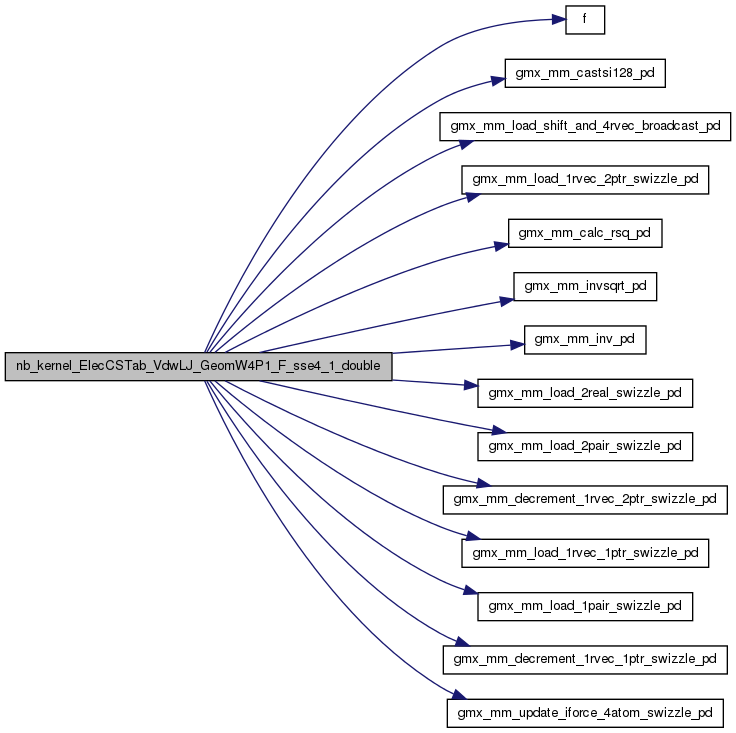 f
gmx_mm_castsi128_pd
gmx_mm_load_shift_and_4rvec_broadcast_pd
gmx_mm_load_1rvec_2ptr_swizzle_pd
gmx_mm_calc_rsq_pd
gmx_mm_invsqrt_pd
gmx_mm_inv_pd
nb_kernel_ElecCSTab_VdwLJ_GeomW4P1_F_sse4_1_double
gmx_mm_load_2real_swizzle_pd
gmx_mm_load_2pair_swizzle_pd
gmx_mm_decrement_1rvec_2ptr_swizzle_pd
gmx_mm_load_1rvec_1ptr_swizzle_pd
gmx_mm_load_1pair_swizzle_pd
gmx_mm_decrement_1rvec_1ptr_swizzle_pd
gmx_mm_update_iforce_4atom_swizzle_pd